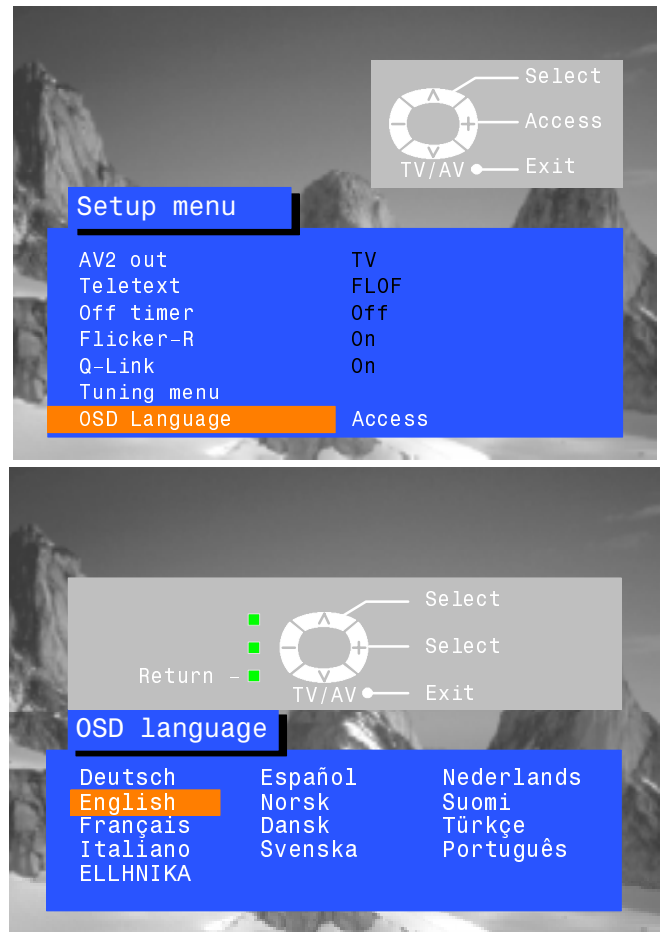 Select
Access
TV/AV
Exit
Setup menu
AV2 out TV
Teletext FLOF
Off timer Off
Flicker-R On
Q-Link On
Tuning menu
OSD Language Access
Select
Select
Return -
TV/AV
Exit
OSD language
Deutsch Español Nederlands
English Norsk Suomi
Français Dansk Türkçe
Italiano Svenska Português
ELLHNIKA